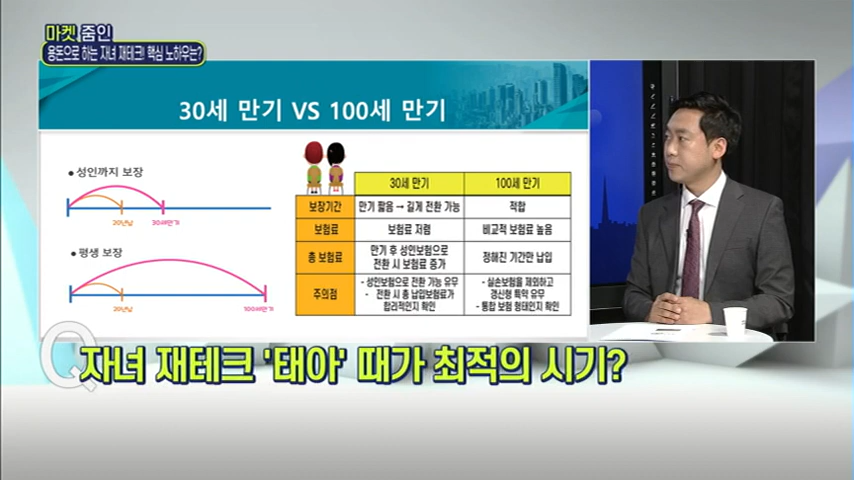 마켓 줌인
용돈으로 하는 자녀 재테크! 핵심 노하우는?
30세 만기 VS 100세 만기
• 성인까지 보장
20년납
30세만기
• 평생 보장
20년납
100세만기
30세 만기
100세 만기
보장기간
만기 짧음 → 길게 전환 가능
적합
보험료
보험료 저렴
비교적 보험료 높음
총 보험료
만기 후 성인보험으로
전환 시 보험료 증가
정해진 기간만 납입
주의점
- 성인보험으로 전환 가능 유무
- 전환 시 총 납입보험료가
합리적인지 확인
- 실손보험을 제외하고
갱신형 특약 유무
- 통합 보험 형태인지 확인
Q
자녀 재테크 '태아' 때가 최적의 시기?